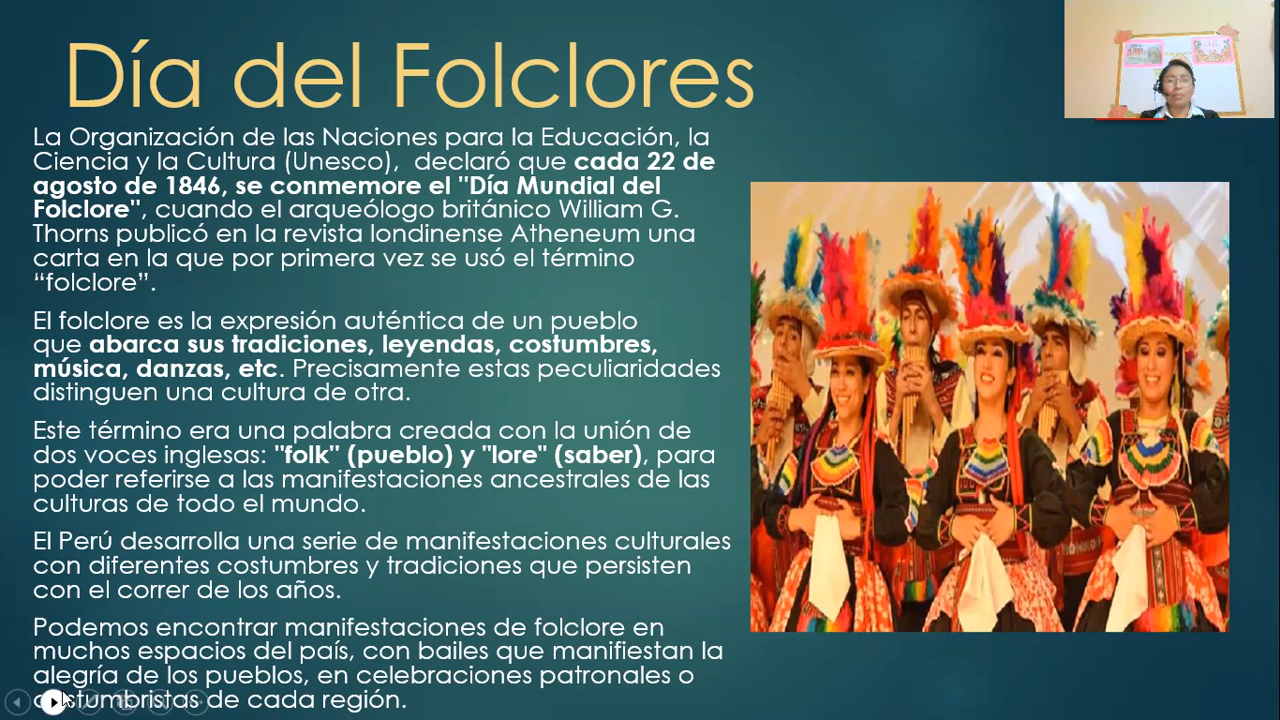 Día del Folclores
La Organización de las Naciones para la Educación, la
Ciencia y la Cultura (Unesco), declaró que cada 22 de
agosto de 1846, se conmemore el "Día Mundial del
Folclore", cuando el arqueólogo británico William G.
Thorns publicó en la revista londinense Atheneum una
carta en la que por primera vez se usó el término
“folclore”.
El folclore es la expresión auténtica de un pueblo
que abarca sus tradiciones, leyendas, costumbres,
música, danzas, etc. Precisamente estas peculiaridades
distinguen una cultura de otra.
Este término era una palabra creada con la unión de
dos voces inglesas: "folk" (pueblo) y "lore" (saber), para
poder referirse a las manifestaciones ancestrales de las
culturas de todo el mundo.
El Perú desarrolla una serie de manifestaciones culturales
con diferentes costumbres y tradiciones que persisten
con el correr de los años.
Podemos encontrar manifestaciones de folclore en
muchos espacios del país, con bailes que manifiestan la
alegría de los pueblos, en celebraciones patronales o
costumbristas de cada región.